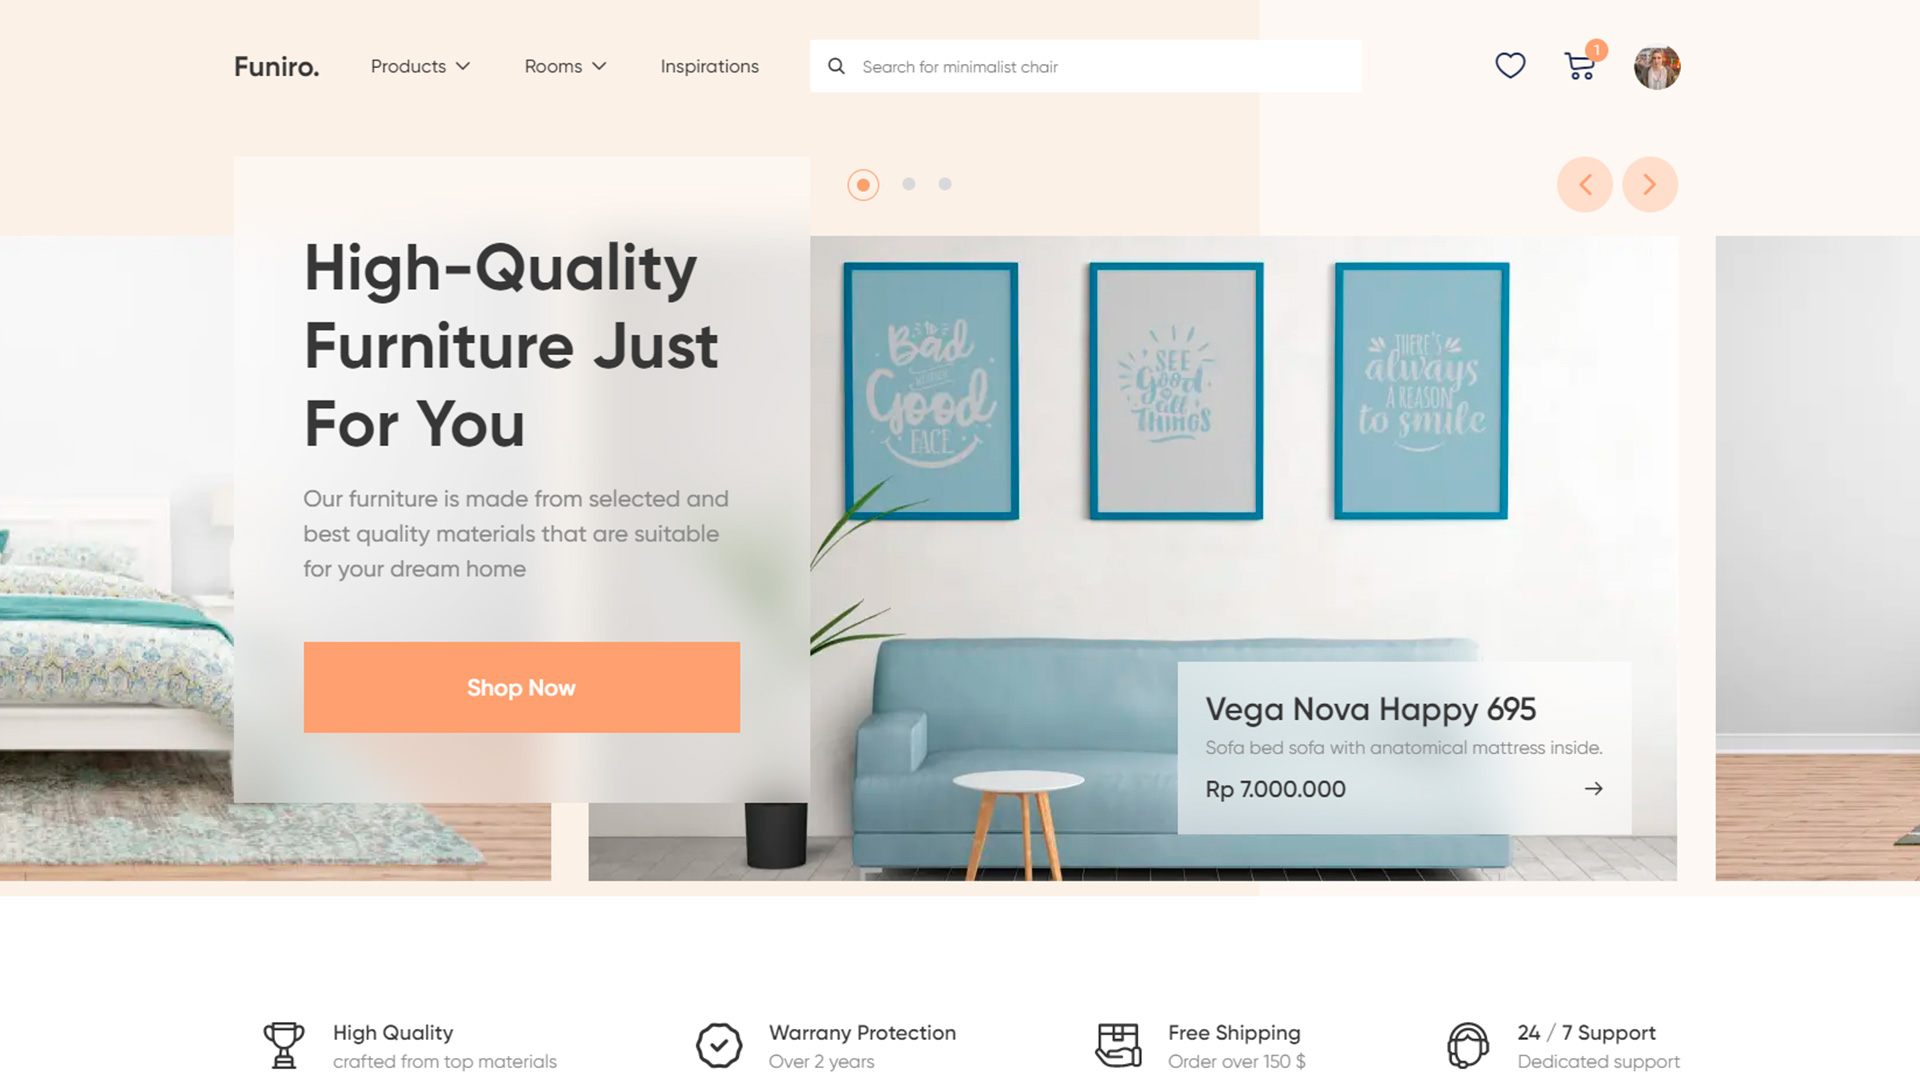 Funiro.
Products
Rooms
Inspirations
Search for minimalist chair
1
High-Quality
Furniture Just
For You
Our furniture is made from selected and
best quality materials that are suitable
for your dream home
Shop Now
Bad
Good
FACE
SEE
Good
in
all
THINGS
THERE'S
always
A REASON
to smile
Vega Nova Happy 695
Sofa bed sofa with anatomical mattress inside.
Rp 7.000.000
High Quality
crafted from top materials
Warrany Protection
Over 2 years
Free Shipping
Order over 150 $
24 / 7 Support
Dedicated support